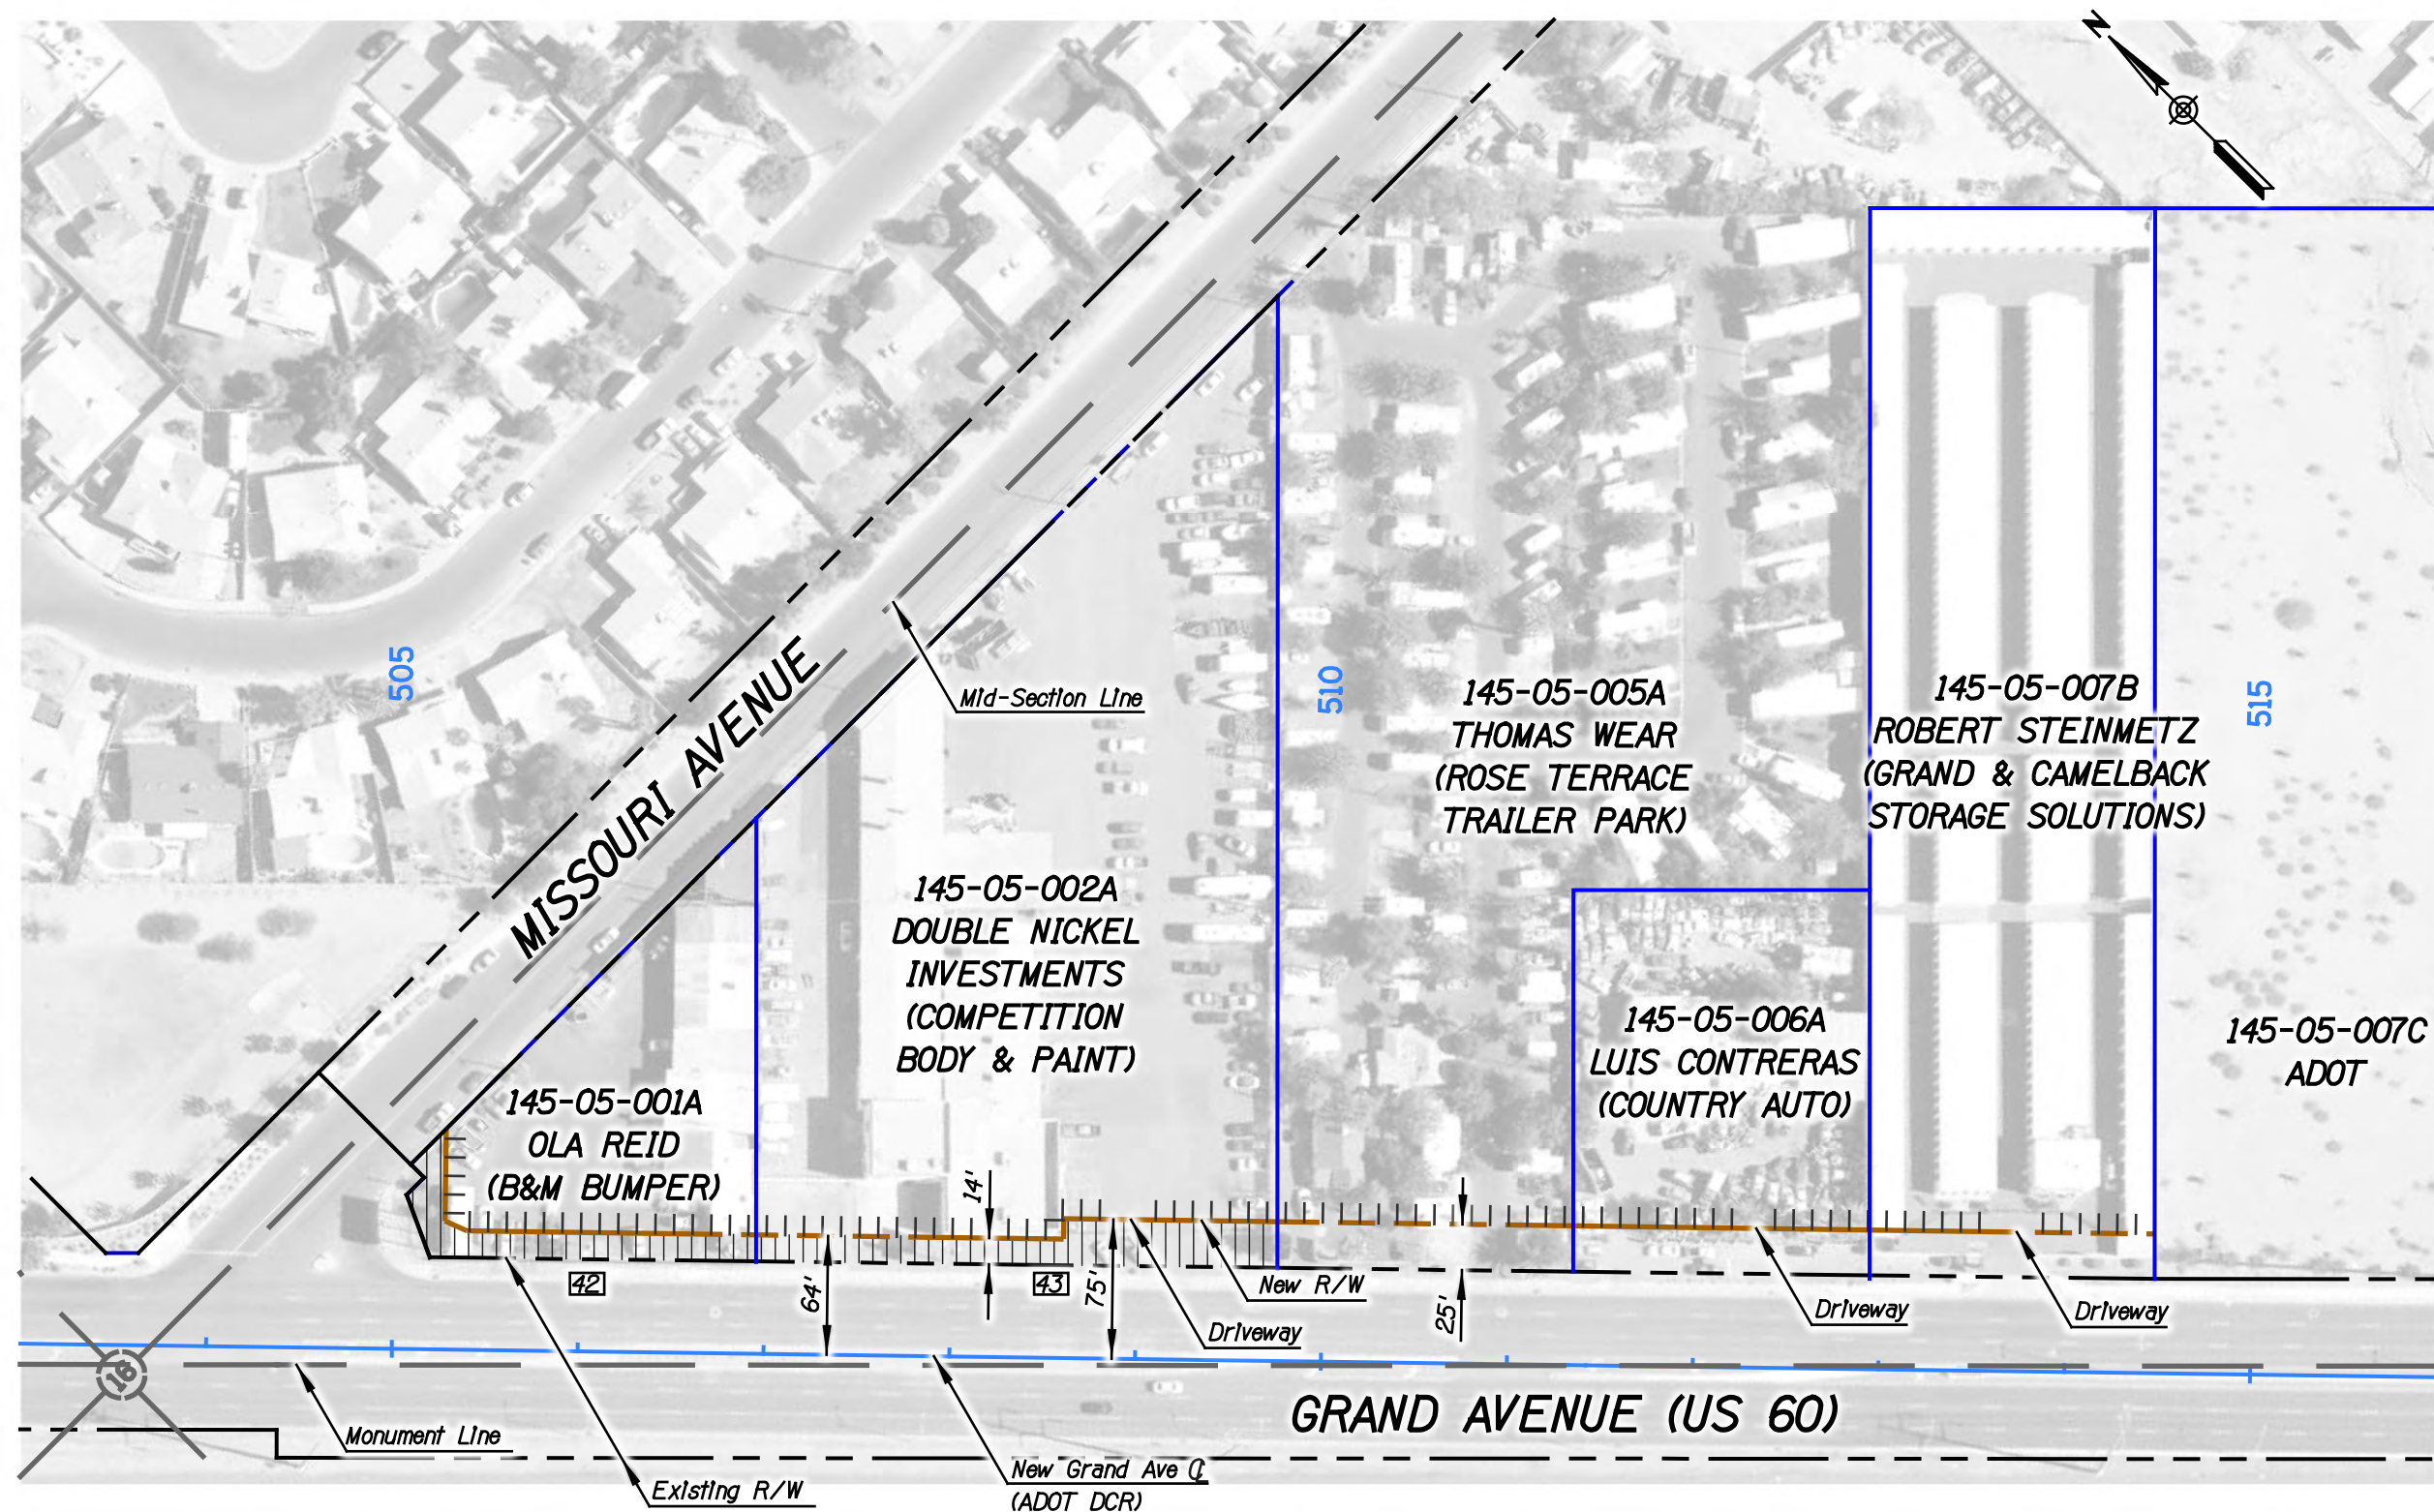 N
505
MISSOURI AVENUE
Mid-Section Line
510
145-05-005A
THOMAS WEAR
(ROSE TERRACE
TRAILER PARK)
145-05-007B
ROBERT STEINMETZ
(GRAND & CAMELBACK
STORAGE SOLUTIONS)
515
145-05-002A
DOUBLE NICKEL
INVESTMENTS
(COMPETITION
BODY & PAINT)
145-05-006A
LUIS CONTRERAS
(COUNTRY AUTO)
145-05-007C
ADOT
145-05-001A
OLA REID
(B&M BUMPER)
14'
42
64'
43
75'
New R/W
Driveway
25'
Driveway
Driveway
18
GRAND AVENUE (US 60)
Monument Line
Existing R/W
New Grand Ave ℄
(ADOT DCR)